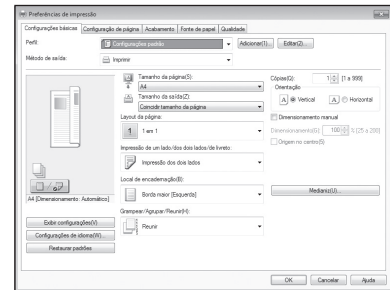 Preferências de impressão
Configurações básicas Configuração de página Acabamento Fonte de papel Qualidade
Perfil: Configurações padrão Adicionar(1)... Editar(2)...
Método de saída: Imprimir
Tamanho da página(S):
A4
Tamanho da saída(Z):
Coincidir tamanho da página
Layout da página:
1 1 em 1
Impressão de um lado/dos dois lados/de livreto:
Impressão dos dois lados
Local de encadernação(B):
Borda maior (Esquerda)
Grampear/Agrupar/Reunir(H):
Reunir
Cópias(Q): 1 [1 a 999]
Orientação
A Vertical A Horizontal
Dimensionamento manual
Dimensionamento(G): 100 % [25 a 200]
Origem no centro(5)
Medianiz(U)...
A4 [Dimensionamento: Automático]
Exibir configurações(V)
Configurações de idioma(W)...
Restaurar padrões
OK Cancelar Ajuda